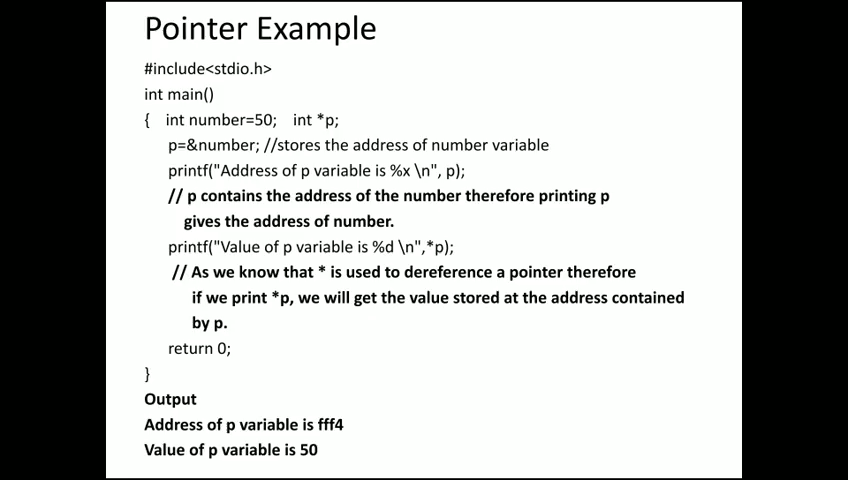 Pointer Example
#include<stdio.h>
int main()
{ int number=50; int *p;
p=&number; //stores the address of number variable
printf("Address of p variable is %x \n", p);
// p contains the address of the number therefore printing p
gives the address of number.
printf("Value of p variable is %d \n",*p);
// As we know that * is used to dereference a pointer therefore
if we print *p, we will get the value stored at the address contained
by p.
return 0;
}
Output
Address of p variable is fff4
Value of p variable is 50